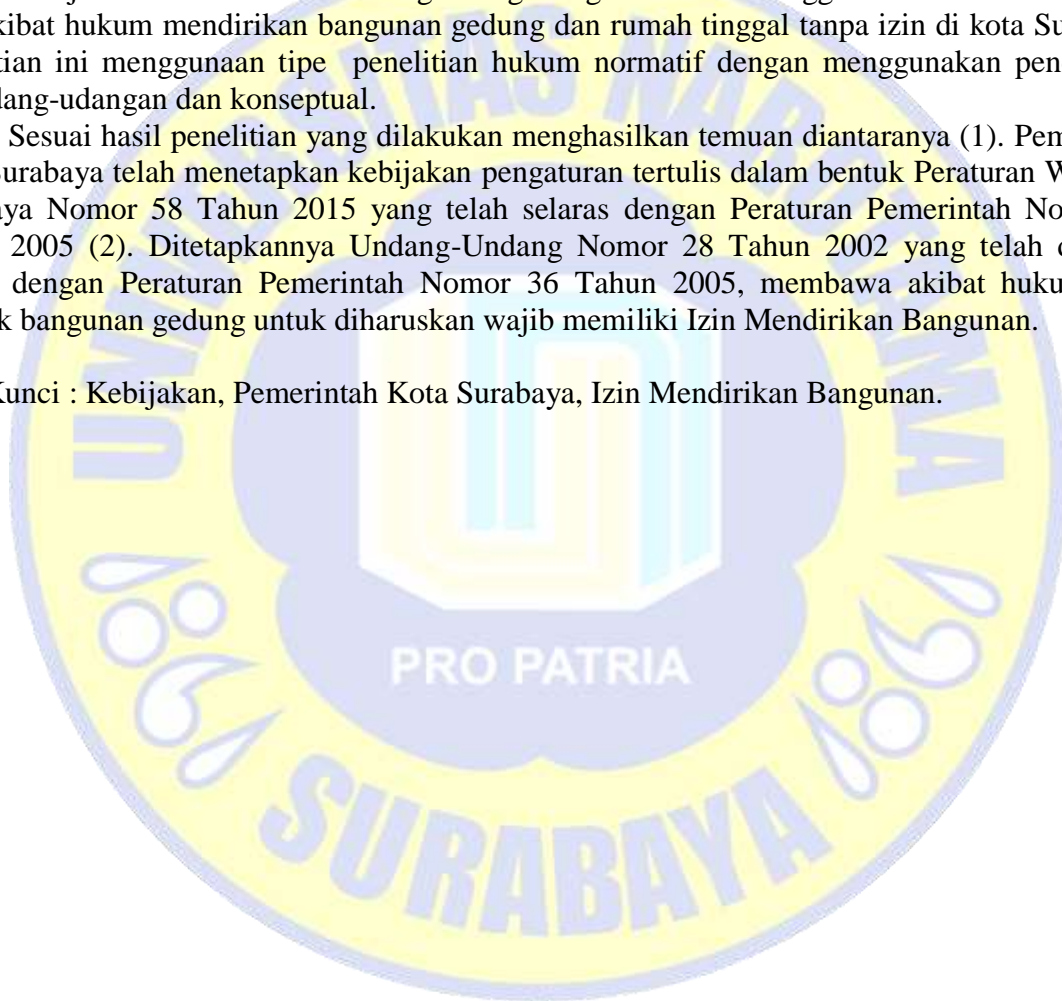 kibat hukum mendirikan bangunan gedung dan rumah tinggal tanpa izin di kota Su
tian ini menggunaan tipe penelitian hukum normatif dengan menggunakan pen
dang-udangan dan konseptual.
Sesuai hasil penelitian yang dilakukan menghasilkan temuan diantaranya (1). Pem
Surabaya telah menetapkan kebijakan pengaturan tertulis dalam bentuk Peraturan W
aya Nomor 58 Tahun 2015 yang telah selaras dengan Peraturan Pemerintah No
2005 (2). Ditetapkannya Undang-Undang Nomor 28 Tahun 2002 yang telah d
dengan Peraturan Pemerintah Nomor 36 Tahun 2005, membawa akibat huku
k bangunan gedung untuk diharuskan wajib memiliki Izin Mendirikan Bangunan.
Kunci : Kebijakan, Pemerintah Kota Surabaya, Izin Mendirikan Bangunan.
UNIVERSITAS NAROTAMA
PRO PATRIA
1981
SURABAYA